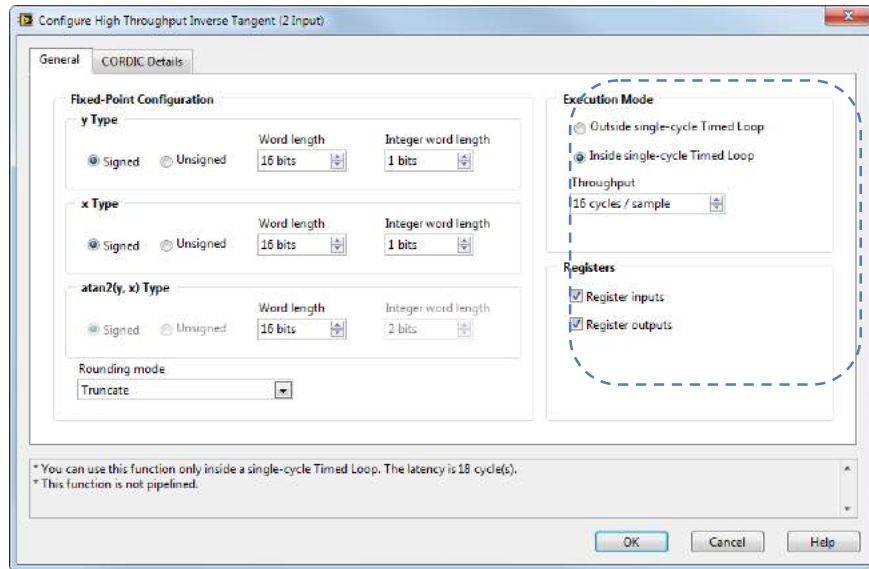 Configure High Throughput Inverse Tangent (2 Input)
General
CORDIC Details
Fixed-Point Configuration
y Type
Signed
Unsigned
Word length
16 bits
Integer word length
1 bits
x Type
Signed
Unsigned
Word length
16 bits
Integer word length
1 bits
atan2(y, x) Type
Signed
Unsigned
Word length
16 bits
Integer word length
2 bits
Rounding mode
Truncate
Execution Mode
Outside single-cycle Timed Loop
Inside single-cycle Timed Loop
Throughput
16 cycles / sample
Registers
Register inputs
Register outputs
* You can use this function only inside a single-cycle Timed Loop. The latency is 18 cycle(s).
* This function is not pipelined.
OK
Cancel
Help